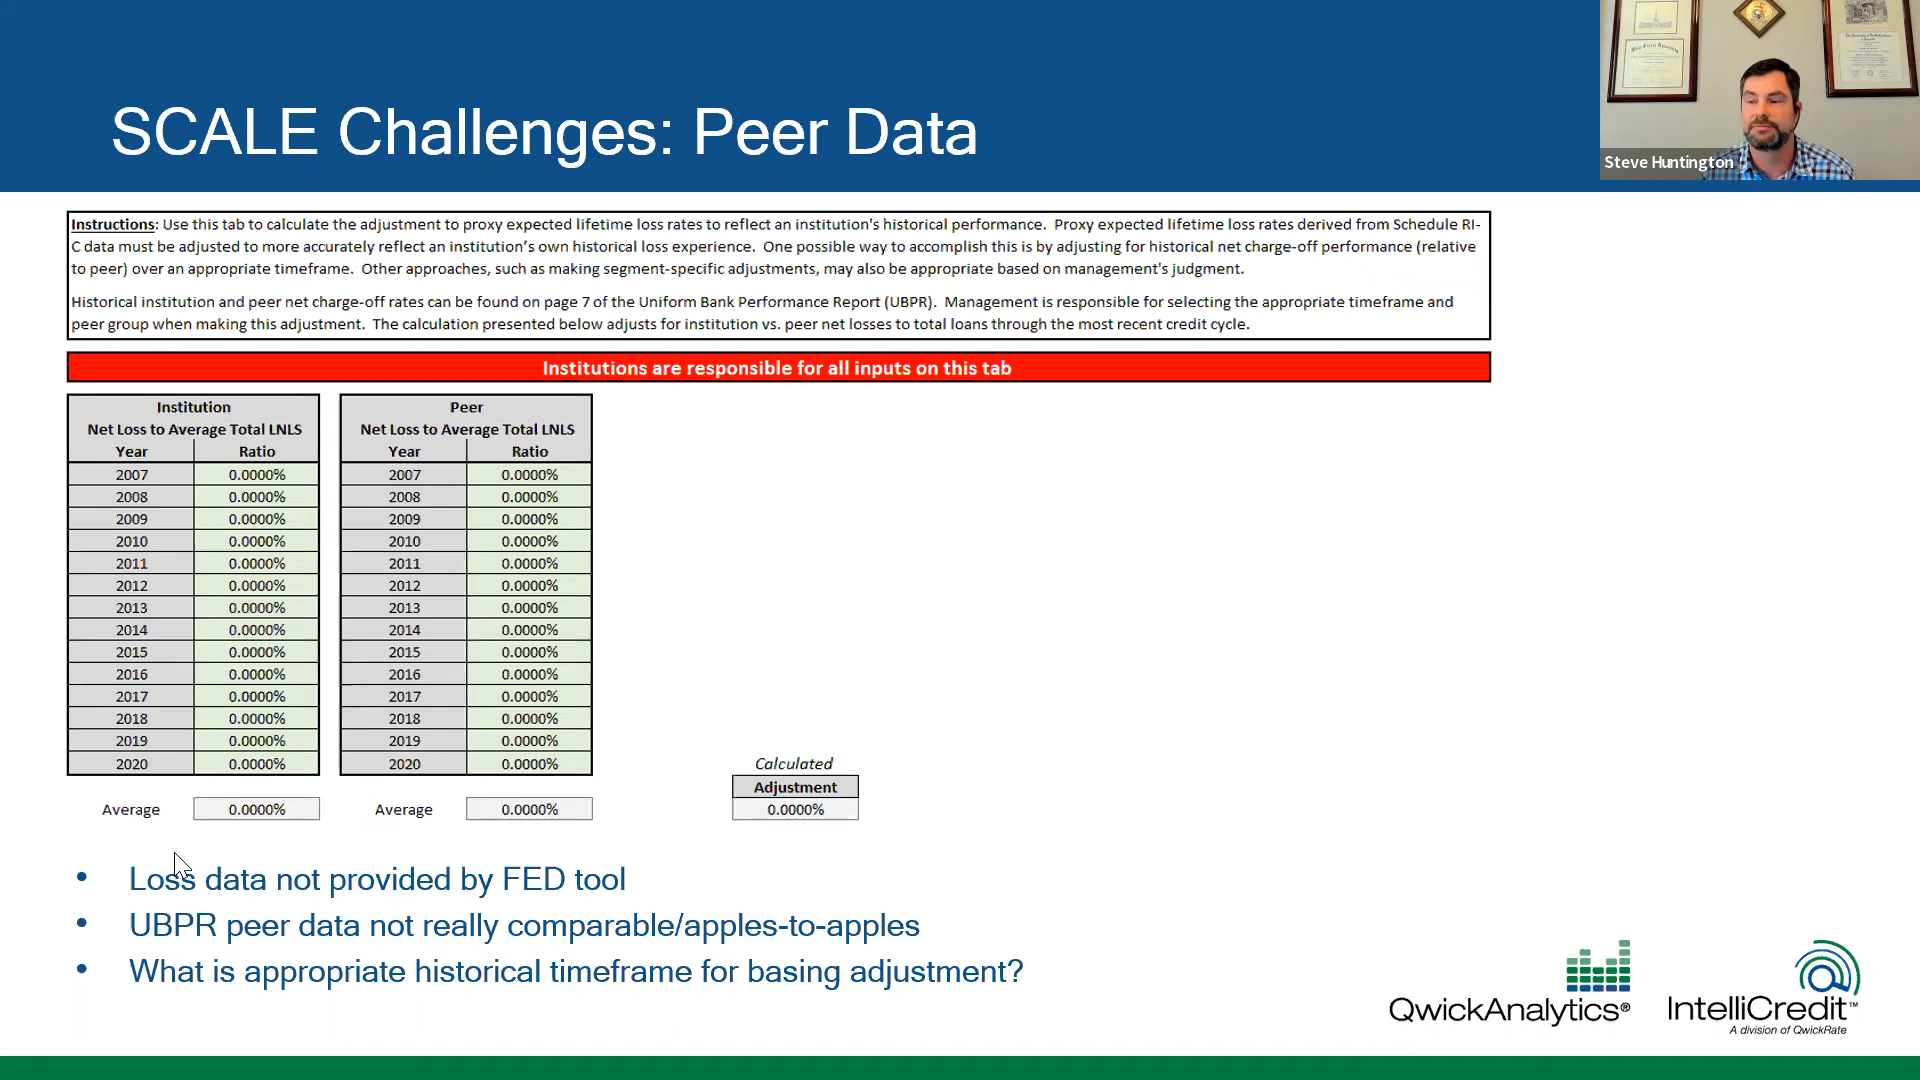 SCALE Challenges: Peer Data
Steve Huntington
Instructions: Use this tab to calculate the adjustment to proxy expected lifetime loss rates to reflect an institution's historical performance.  Proxy expected lifetime loss rates derived from Schedule RI-
C data must be adjusted to more accurately reflect an institution's own historical loss experience.  One possible way to accomplish this is by adjusting for historical net charge-off performance (relative
to peer) over an appropriate timeframe.  Other approaches, such as making segment-specific adjustments, may also be appropriate based on management's judgment.
Historical institution and peer net charge-off rates can be found on page 7 of the Uniform Bank Performance Report (UBPR).  Management is responsible for selecting the appropriate timeframe and
peer group when making this adjustment.  The calculation presented below adjusts for institution vs. peer net losses to total loans through the most recent credit cycle.
Institutions are responsible for all inputs on this tab
Institution Peer
Net Loss to Average Total LNLS Net Loss to Average Total LNLS
Year Ratio Year Ratio
2007 0.0000% 2007 0.0000%
2008 0.0000% 2008 0.0000%
2009 0.0000% 2009 0.0000%
2010 0.0000% 2010 0.0000%
2011 0.0000% 2011 0.0000%
2012 0.0000% 2012 0.0000%
2013 0.0000% 2013 0.0000%
2014 0.0000% 2014 0.0000%
2015 0.0000% 2015 0.0000%
2016 0.0000% 2016 0.0000%
2017 0.0000% 2017 0.0000%
2018 0.0000% 2018 0.0000%
2019 0.0000% 2019 0.0000%
2020 0.0000% 2020 0.0000% Calculated
Adjustment
Average 0.0000% Average 0.0000% 0.0000%
• Loss data not provided by FED tool
• UBPR peer data not really comparable/apples-to-apples
• What is appropriate historical timeframe for basing adjustment?
QwickAnalytics®
IntelliCredit™
A division of QwickRate